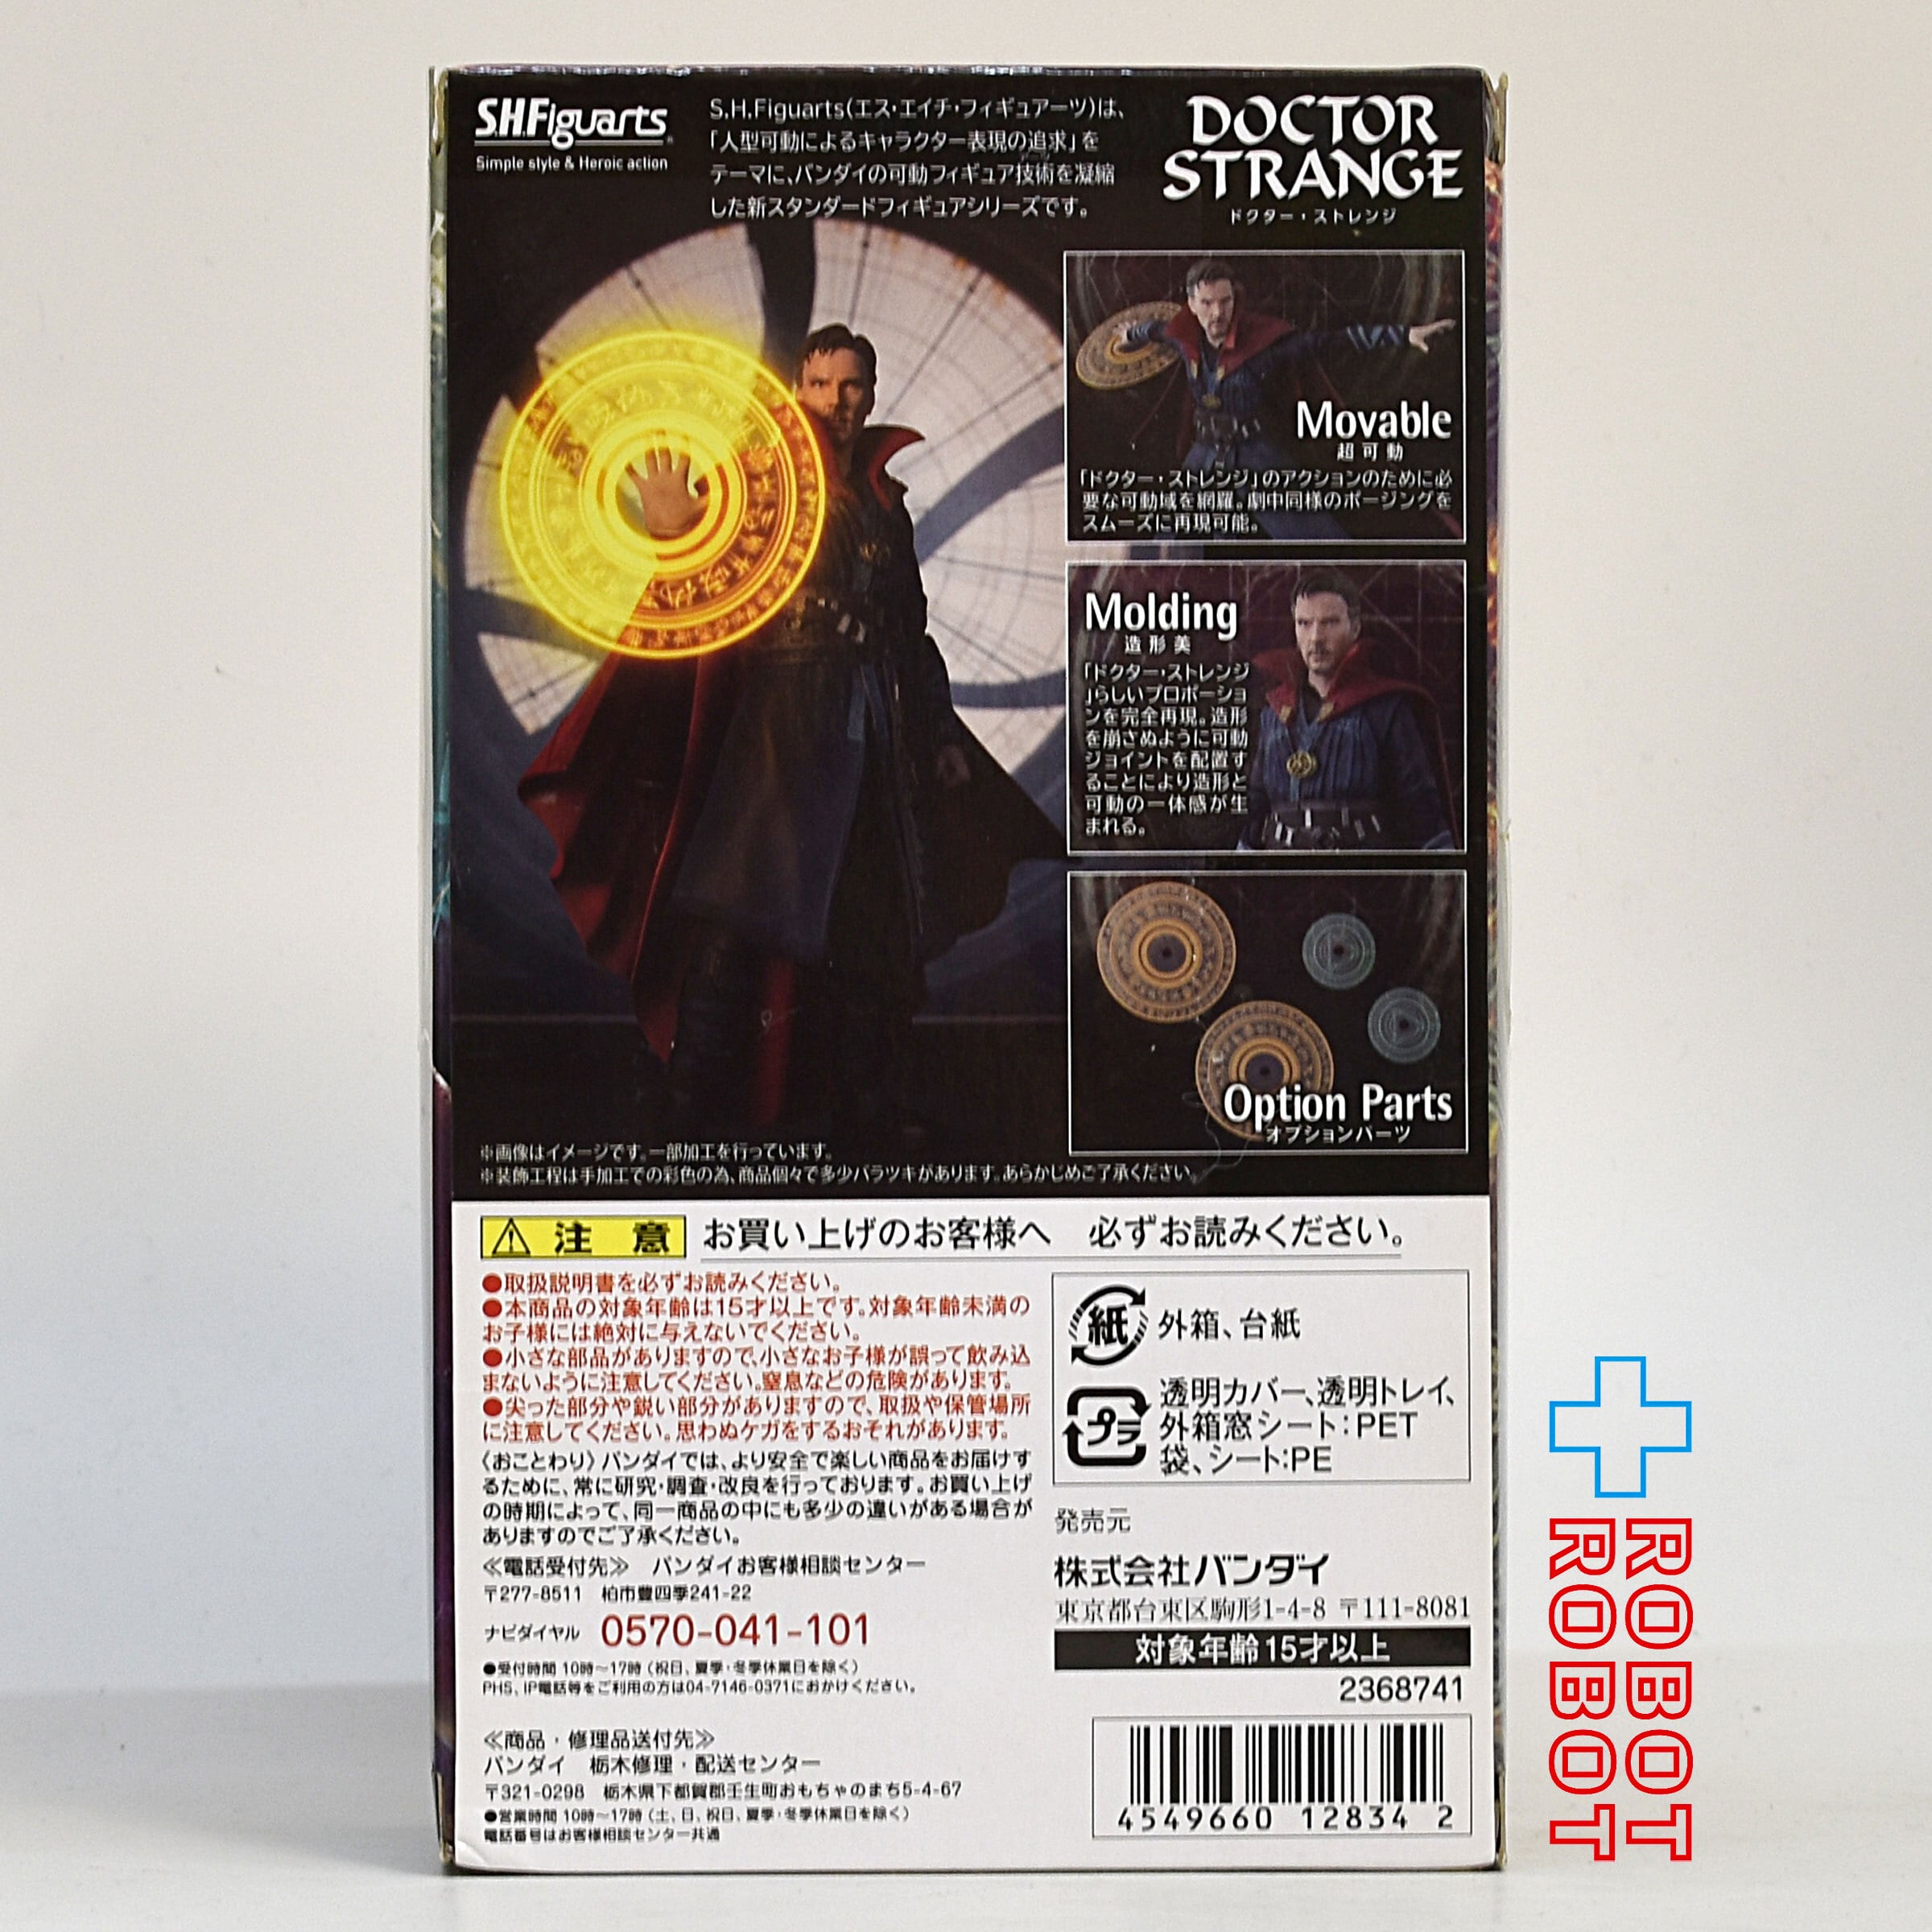 S.H.Figuarts
Simple style & Heroic action
S.H.Figuarts(エス・エイチ・フィギュアーツ)は、
「人型可動によるキャラクター表現の追求」を
テーマに、バンダイの可動フィギュア技術を凝縮
した新スタンダードフィギュアシリーズです。
DOCTOR
STRANGE
ドクター・ストレンジ
Movable
超可動
「ドクター・ストレンジ」のアクションのために必
要な可動域を網羅。劇中同様のポージングを
スムーズに再現可能。
Molding
造形美
「ドクター・ストレンジ
」らしいプロポーショ
ンを完全再現。造形
を崩さぬように可動
ジョイントを配置す
ることにより造形と
可動の一体感が生
まれる。
Option Parts
オプションパーツ
※画像はイメージです。一部加工を行っています。
※装飾工程は手加工での彩色の為、商品個々で多少バラツキがあります。あらかじめご了承ください。
注 意
お買い上げのお客様へ 必ずお読みください。
●取扱説明書を必ずお読みください。
●本商品の対象年齢は15才以上です。対象年齢未満の
お子様には絶対に与えないでください。
●小さな部品がありますので、小さなお子様が誤って飲み込
まないように注意してください。窒息などの危険があります。
●尖った部分や鋭い部分がありますので、取扱や保管場所
に注意してください。思わぬケガをするおそれがあります。
〈おことわり〉バンダイでは、より安全で楽しい商品をお届けす
るために、常に研究・調査・改良を行っております。お買い上げ
の時期によって、同一商品の中にも多少の違いがある場合が
ありますのでご了承ください。
≪電話受付先≫ バンダイお客様相談センター
〒277-8511 柏市豊四季241-22
ナビダイヤル 0570-041-101
●受付時間 10時～17時 (祝日、夏季・冬季休業日を除く)
PHS、IP電話等をご利用の方は04-7146-0371におかけください。
≪商品・修理品送付先≫
バンダイ 栃木修理・配送センター
〒321-0298 栃木県下都賀郡壬生町おもちゃのまち5-4-67
●営業時間 10時～17時 (土、日、祝日、夏季・冬季休業日を除く)
電話番号はお客様相談センター共通
紙
外箱、台紙
プラ
透明カバー、透明トレイ、
外箱窓シート:PET
袋、シート:PE
発売元
株式会社バンダイ
東京都台東区駒形1-4-8 〒111-8081
対象年齢15才以上
2368741
4549660 12834 2
ROBOT
ROBOT